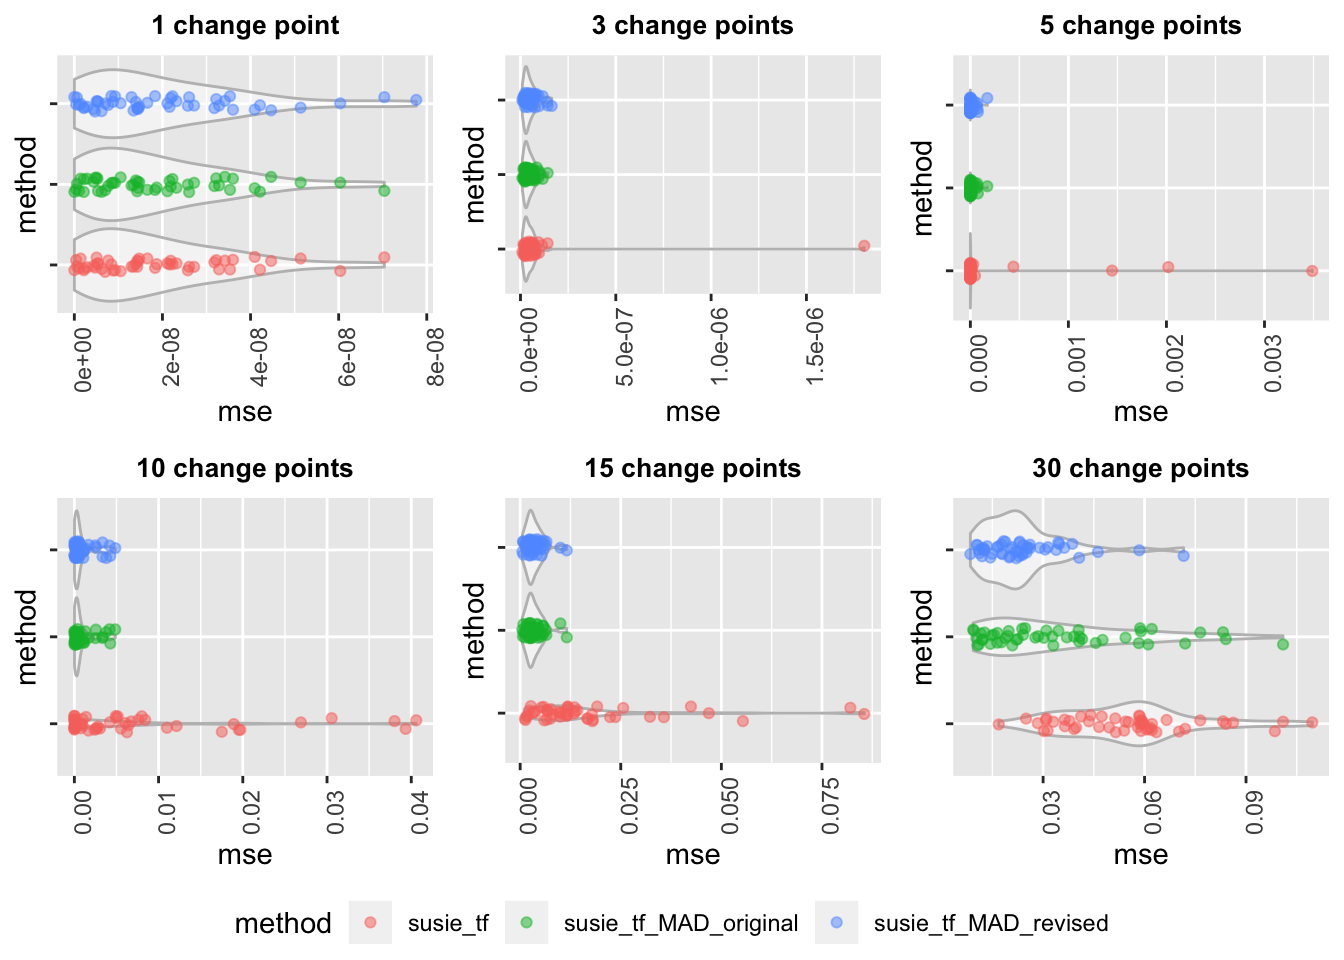 1 change point
3 change points
5 change points
method
method
method
0e+00
2e-08
4e-08
6e-08
8e-08
0.0e+00
5.0e-07
1.0e-06
1.5e-06
0.000
0.001
0.002
0.003
mse
mse
mse
10 change points
15 change points
30 change points
method
method
method
0.00
0.01
0.02
0.03
0.04
0.000
0.025
0.050
0.075
0.03
0.06
0.09
mse
mse
mse
method susie_tf susie_tf_MAD_original susie_tf_MAD_revised